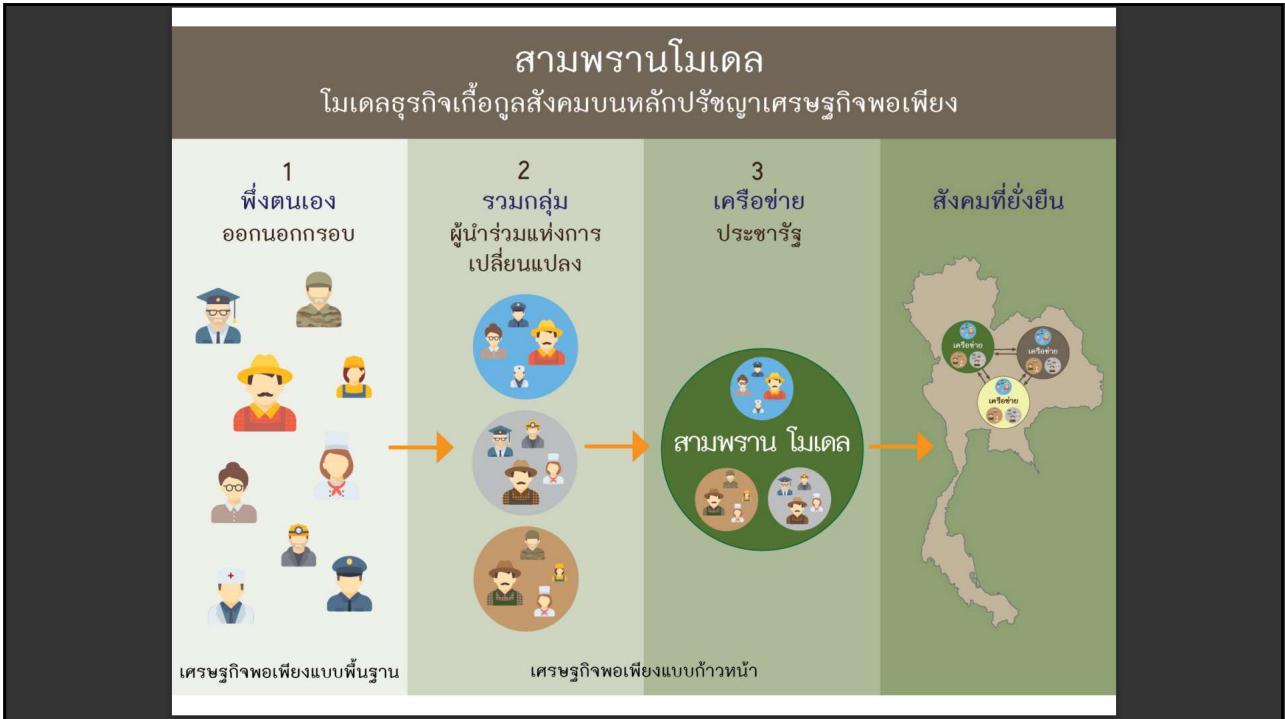 สามพรานโมเดล
โมเดลธุรกิจเกื้อกูลสังคมบนหลักปรัชญาเศรษฐกิจพอเพียง
1
พึ่งตนเอง
ออกนอกกรอบ
2
รวมกลุ่ม
ผู้นำร่วมแห่งการ
เปลี่ยนแปลง
3
เครือข่าย
ประชารัฐ
สังคมที่ยั่งยืน
สามพราน โมเดล
เครือข่าย
เครือข่าย
เครือข่าย
เศรษฐกิจพอเพียงแบบพื้นฐาน
เศรษฐกิจพอเพียงแบบก้าวหน้า